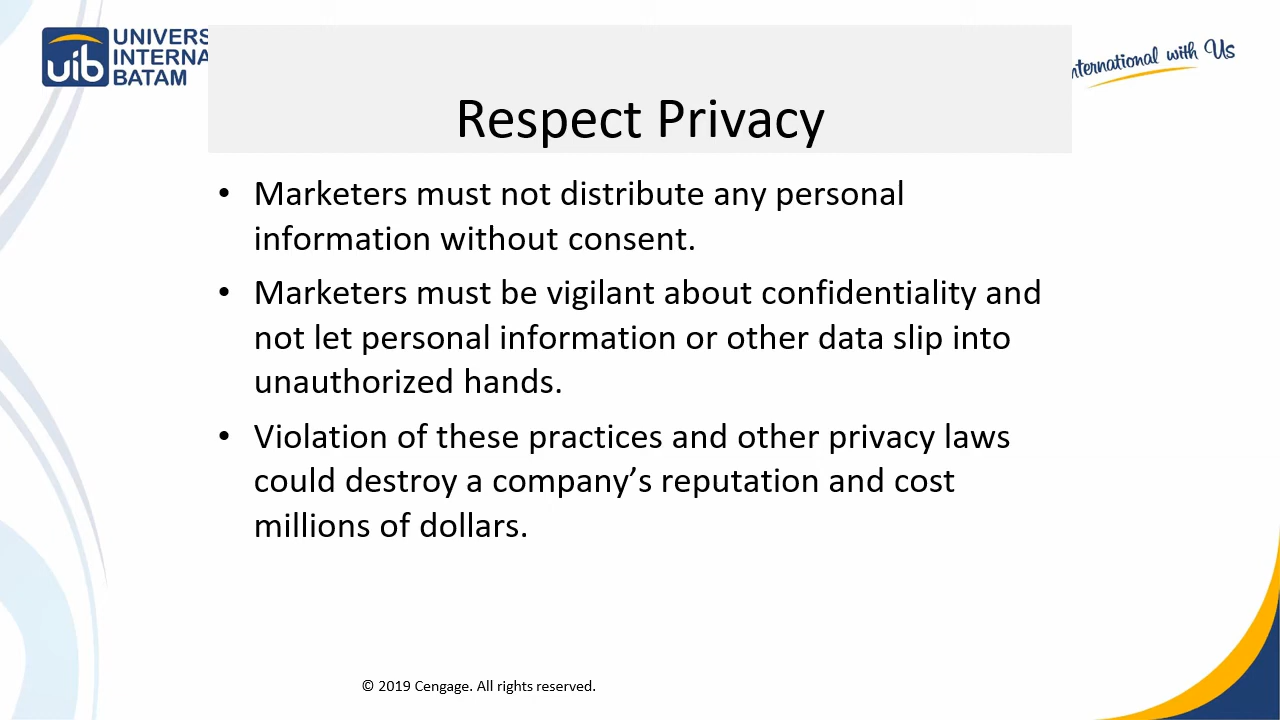 uib
UNIVERS
INTERNA
BATAM
nternational with Us
Respect Privacy
• Marketers must not distribute any personal
information without consent.
• Marketers must be vigilant about confidentiality and
not let personal information or other data slip into
unauthorized hands.
• Violation of these practices and other privacy laws
could destroy a company’s reputation and cost
millions of dollars.
© 2019 Cengage. All rights reserved.